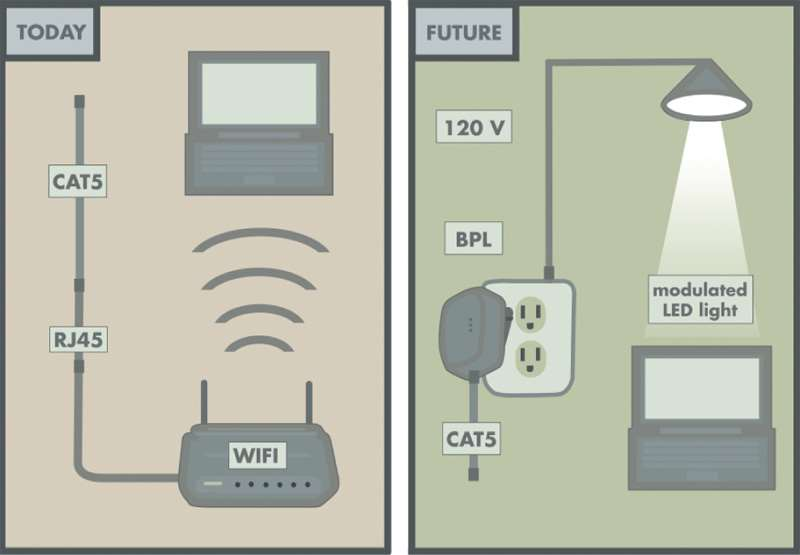 TODAY
CAT5
RJ45
WIFI
FUTURE
120 V
BPL
modulated
LED light
CAT5